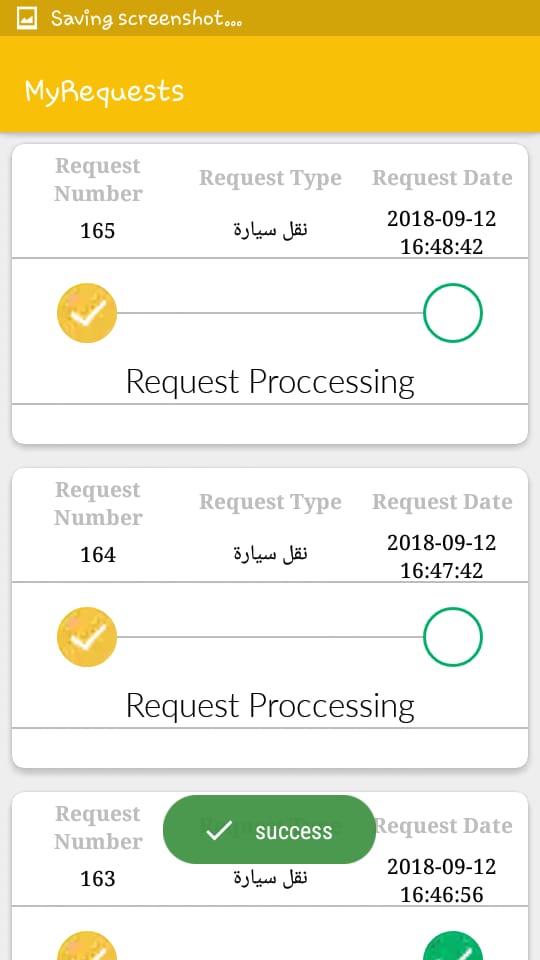 Saving screenshot...
MyRequests
Request Number
Request Type
Request Date
165
نقل سيارة
2018-09-12 16:48:42
Request Proccessing
Request Number
Request Type
Request Date
164
نقل سيارة
2018-09-12 16:47:42
Request Proccessing
Request Number
Request Date
success
163
نقل سيارة
2018-09-12 16:46:56